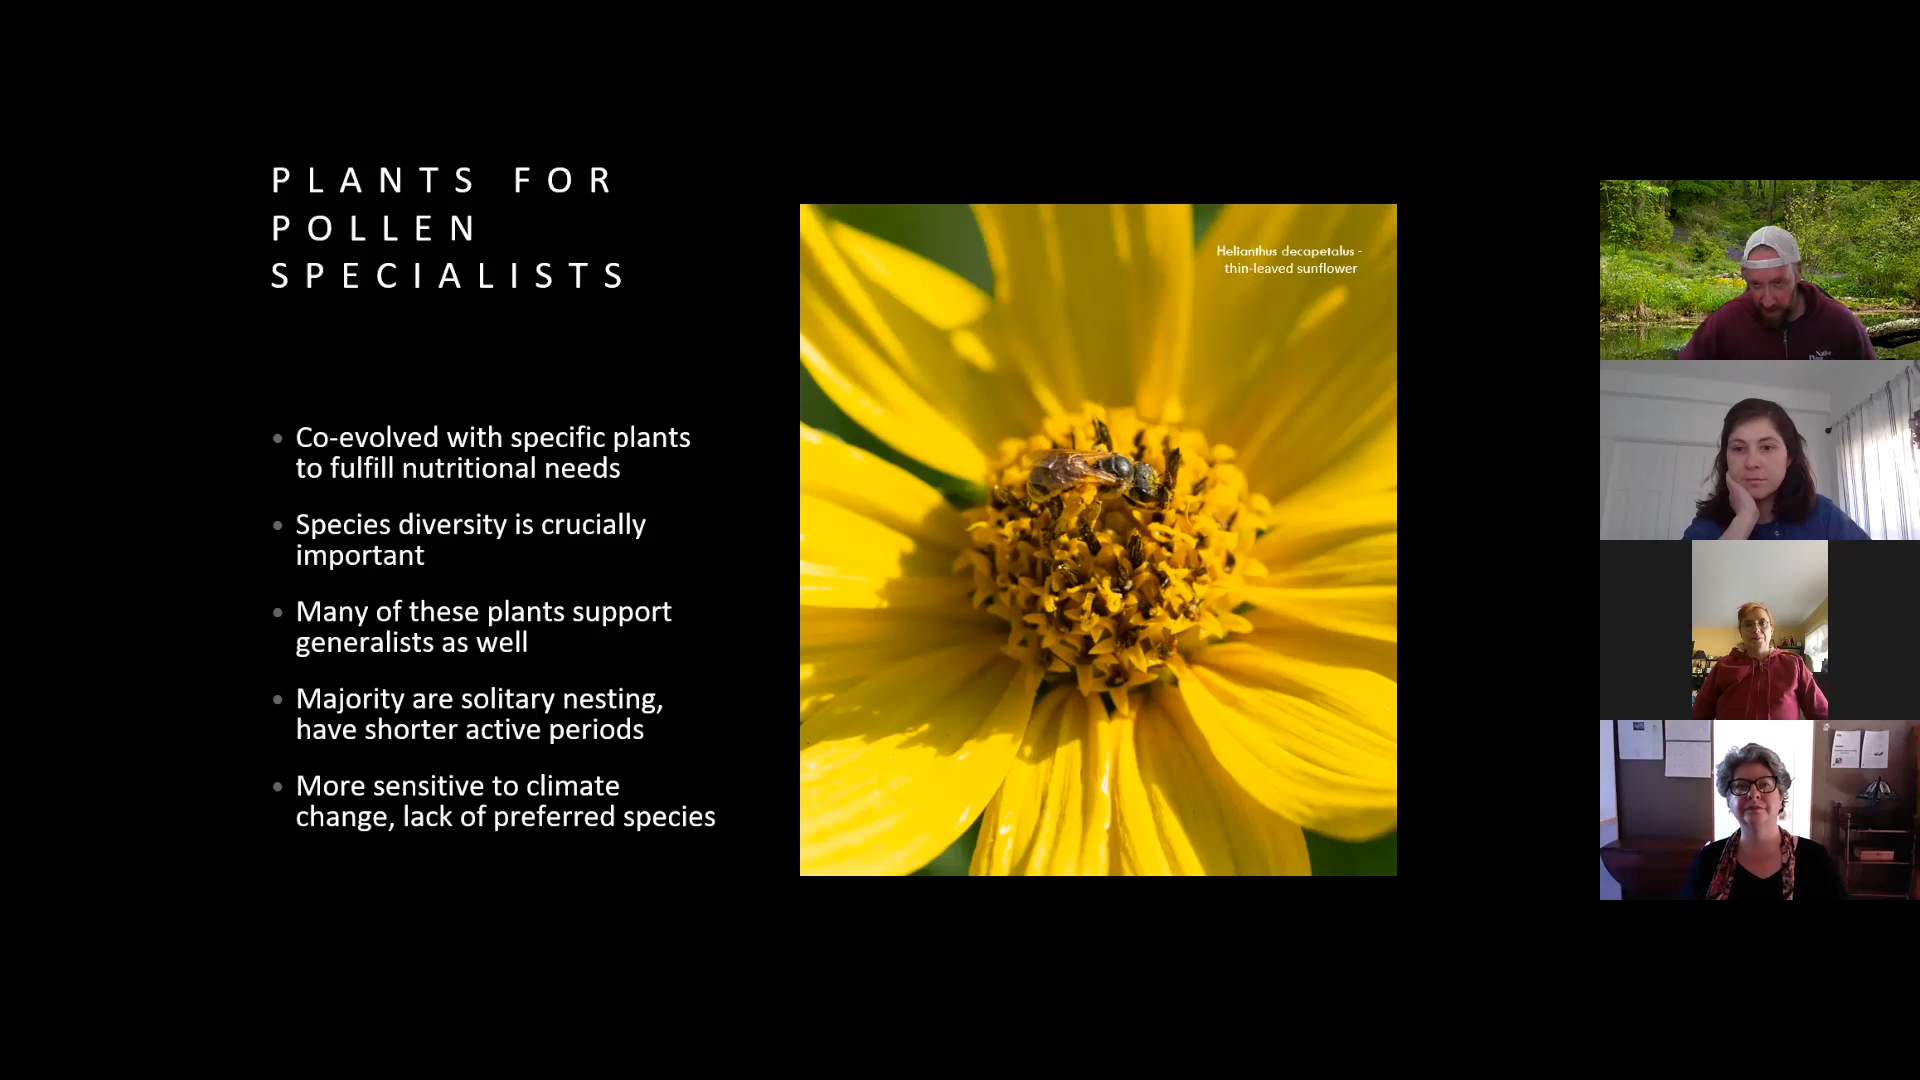 PLANTS FOR
POLLEN
SPECIALISTS
• Co-evolved with specific plants
to fulfill nutritional needs
• Species diversity is crucially
important
• Many of these plants support
generalists as well
• Majority are solitary nesting,
have shorter active periods
• More sensitive to climate
change, lack of preferred species
Helianthus decapetalus -
thin-leaved sunflower
Native